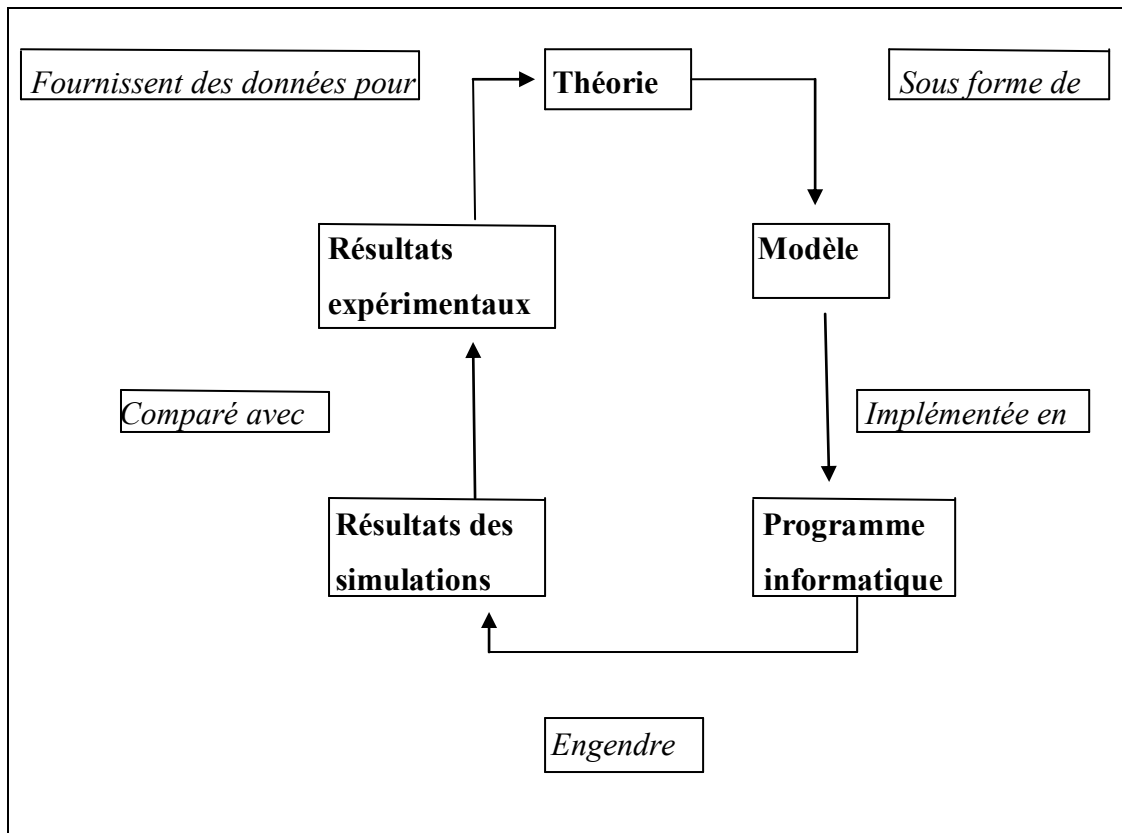 Fournissent des données pour
Théorie
Sous forme de
Résultats
expérimentaux
Modèle
Comparé avec
Implémentée en
Résultats des
simulations
Programme
informatique
Engendre